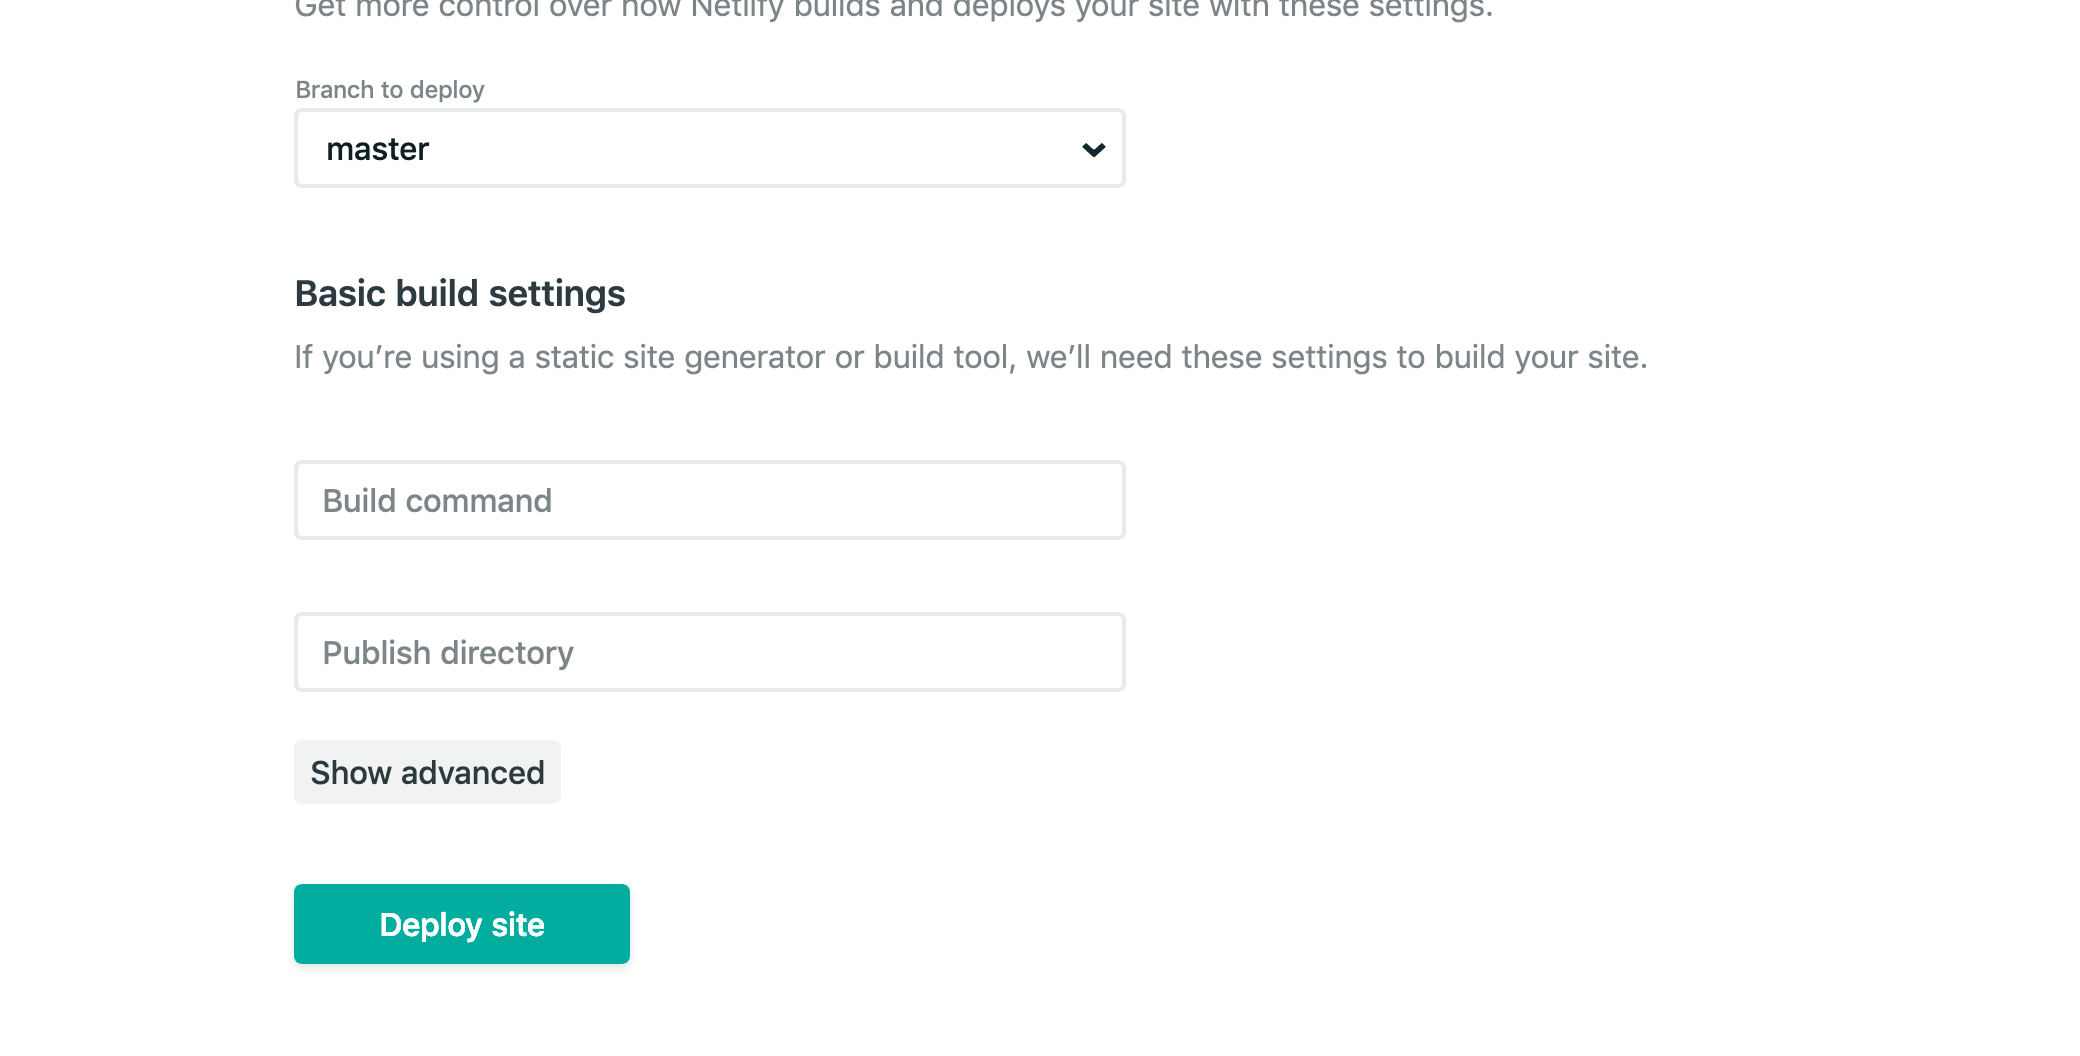 Get more control over how Netlify builds and deploys your site with these settings.
Branch to deploy
master
Basic build settings
If you’re using a static site generator or build tool, we’ll need these settings to build your site.
Build command
Publish directory
Show advanced
Deploy site